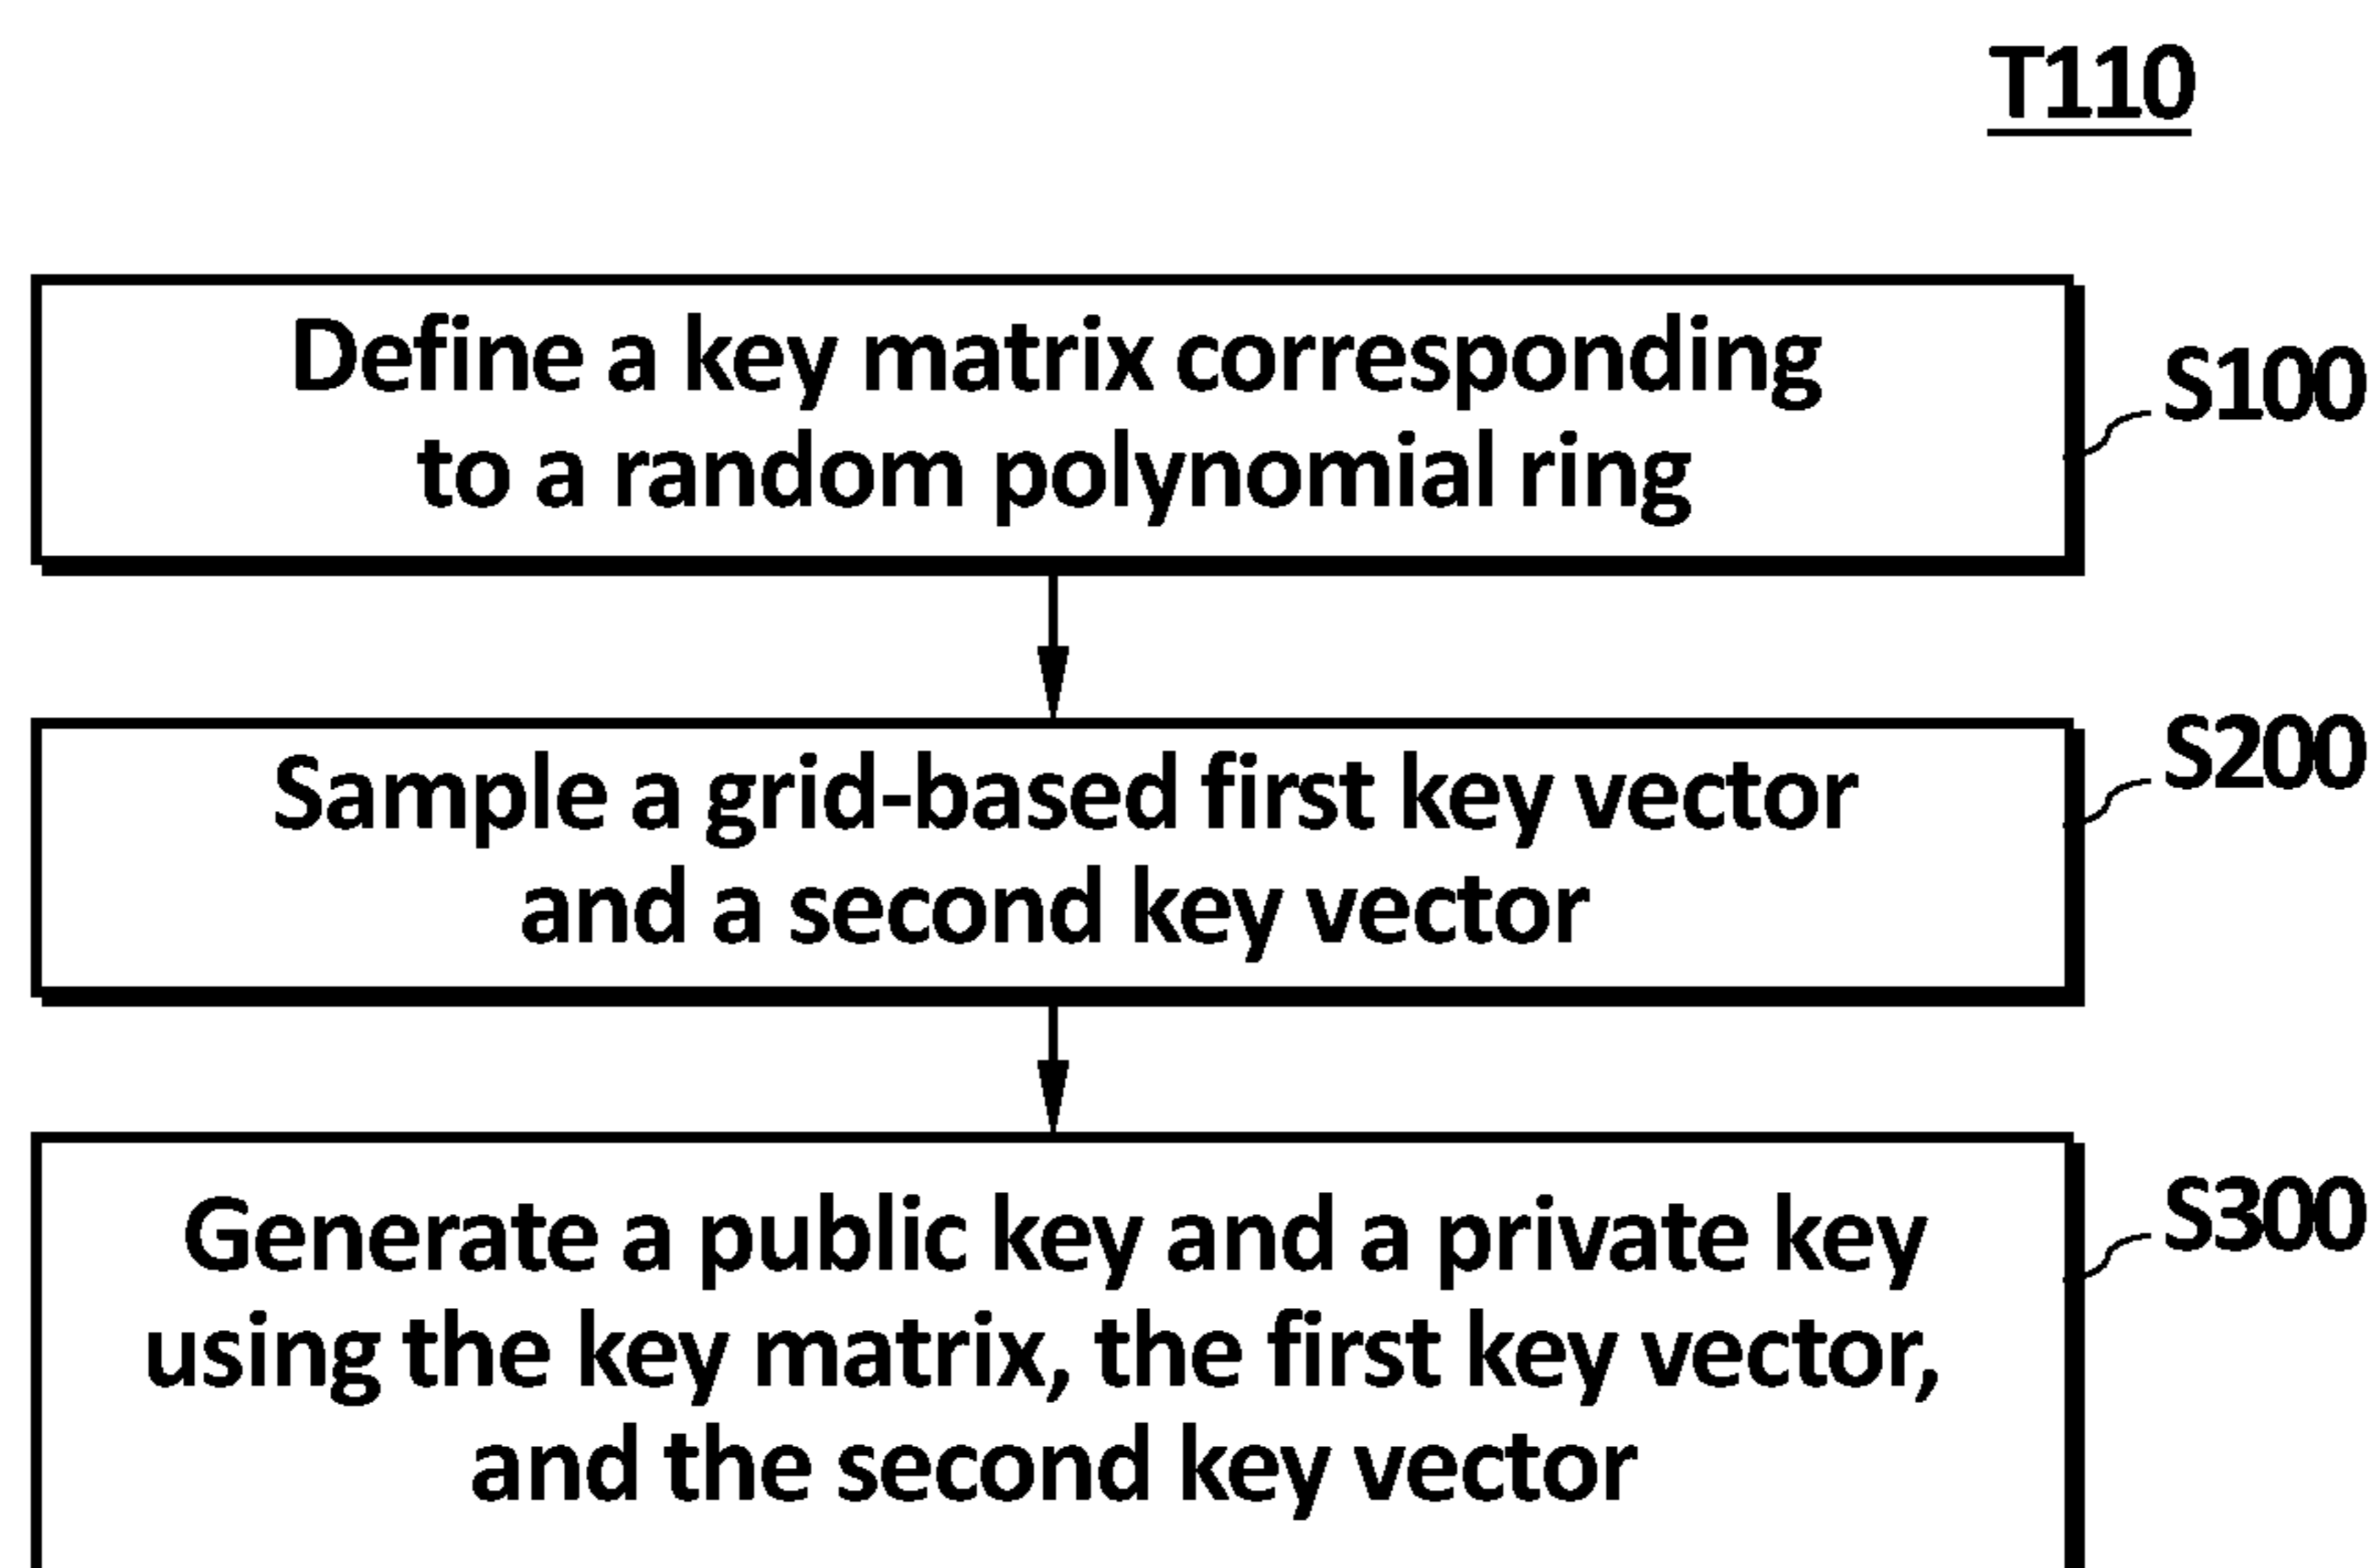 T110
Define a key matrix corresponding
to a random polynomial ring
S100
Sample a grid-based first key vector
and a second key vector
S200
Generate a public key and a private key
using the key matrix, the first key vector,
and the second key vector
S300